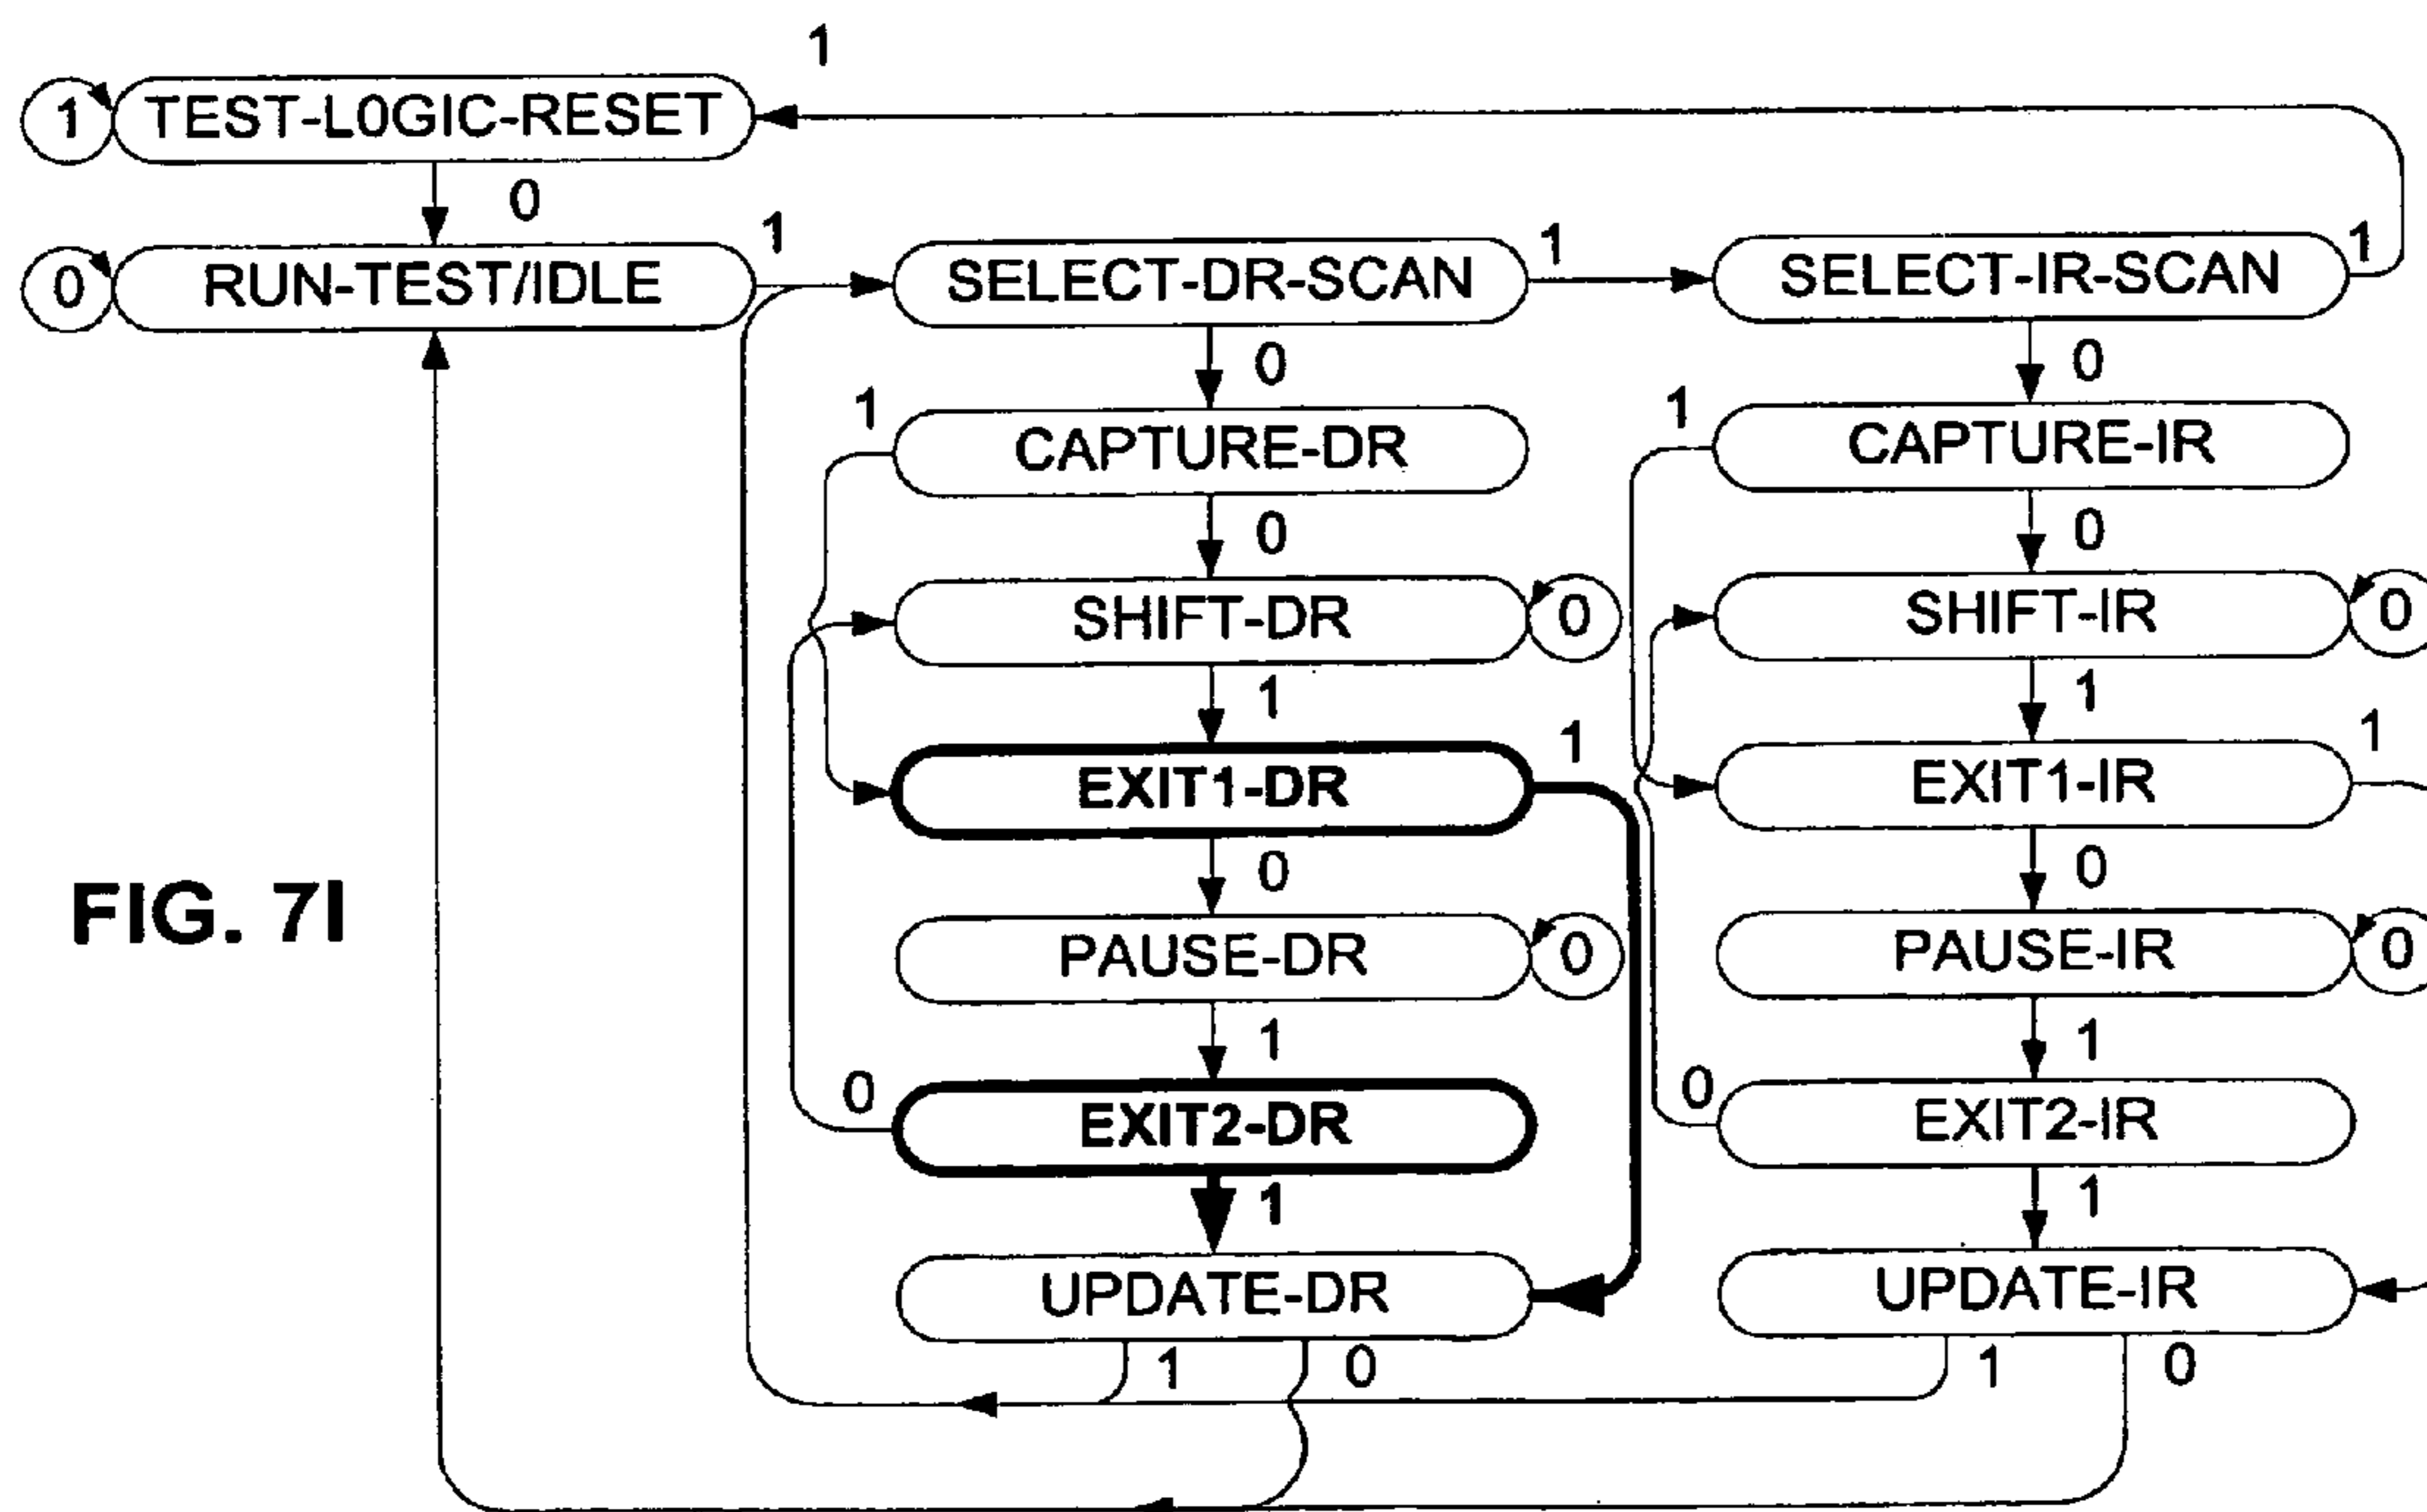 1
1 TEST-LOGIC-RESET
0
1
0 RUN-TEST/IDLE
SELECT-DR-SCAN
1
SELECT-IR-SCAN
1
0
0
1
CAPTURE-DR
1
CAPTURE-IR
0
0
SHIFT-DR 0
SHIFT-IR 0
1
1
EXIT1-DR
1
EXIT1-IR
1
0
0
FIG. 7I
PAUSE-DR 0
PAUSE-IR 0
1
1
0
EXIT2-DR
0
EXIT2-IR
1
1
UPDATE-DR
UPDATE-IR
1 0
1 0